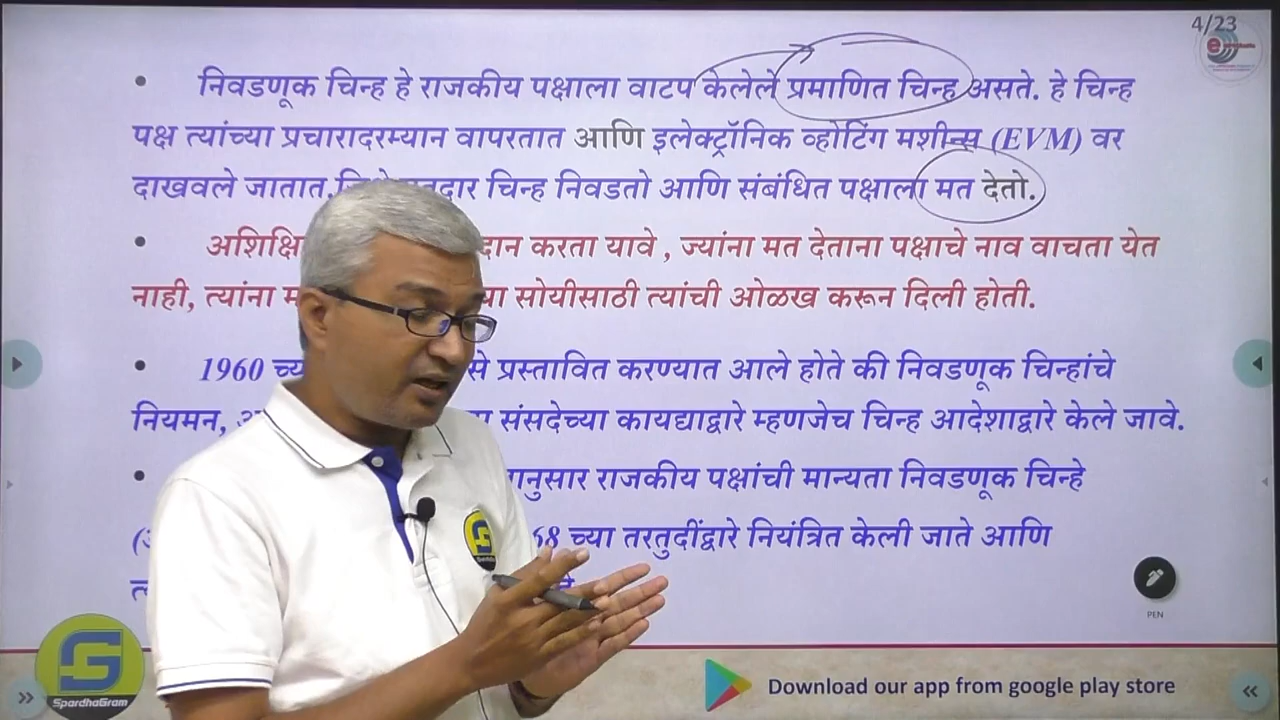 4/23
निवडणूक चिन्ह हे राजकीय पक्षाला वाटप केलेले प्रमाणित चिन्ह असते. हे चिन्ह
पक्ष त्यांच्या प्रचारादरम्यान वापरतात आणि इलेक्ट्रॉनिक व्होटिंग मशीन्स (EVM) वर
दाखवले जातात. चिन्ह निवडतो आणि संबंधित पक्षाला मत देतो.
करता यावे , ज्यांना मत देताना पक्षाचे नाव वाचता येत
नाही, त्यांना सोयीसाठी त्यांची ओळख करून दिली होती.
1960 च्या से प्रस्तावित करण्यात आले होते की निवडणूक चिन्हांचे
नियमन, संसदेच्या कायद्याद्वारे म्हणजेच चिन्ह आदेशाद्वारे केले जावे.
राजकीय पक्षांची मान्यता निवडणूक चिन्हे
68 च्या तरतुदींद्वारे नियंत्रित केली जाते आणि
PEN
SpardhaGram
Download our app from google play store